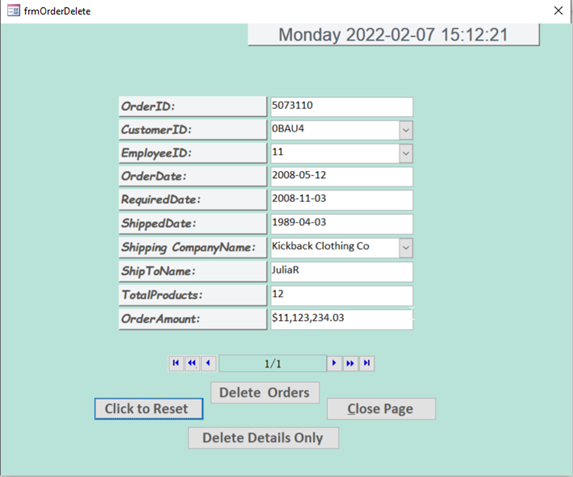 frmOrderDelete
Monday 2022-02-07 15:12:21
OrderID: 5073110
CustomerID: 0BAU4
EmployeeID: 11
OrderDate: 2008-05-12
RequiredDate: 2008-11-03
ShippedDate: 1989-04-03
Shipping CompanyName: Kickback Clothing Co
ShipToName: JuliaR
TotalProducts: 12
OrderAmount: $11,123,234.03
1/1
Delete Orders
Click to Reset Close Page
Delete Details Only